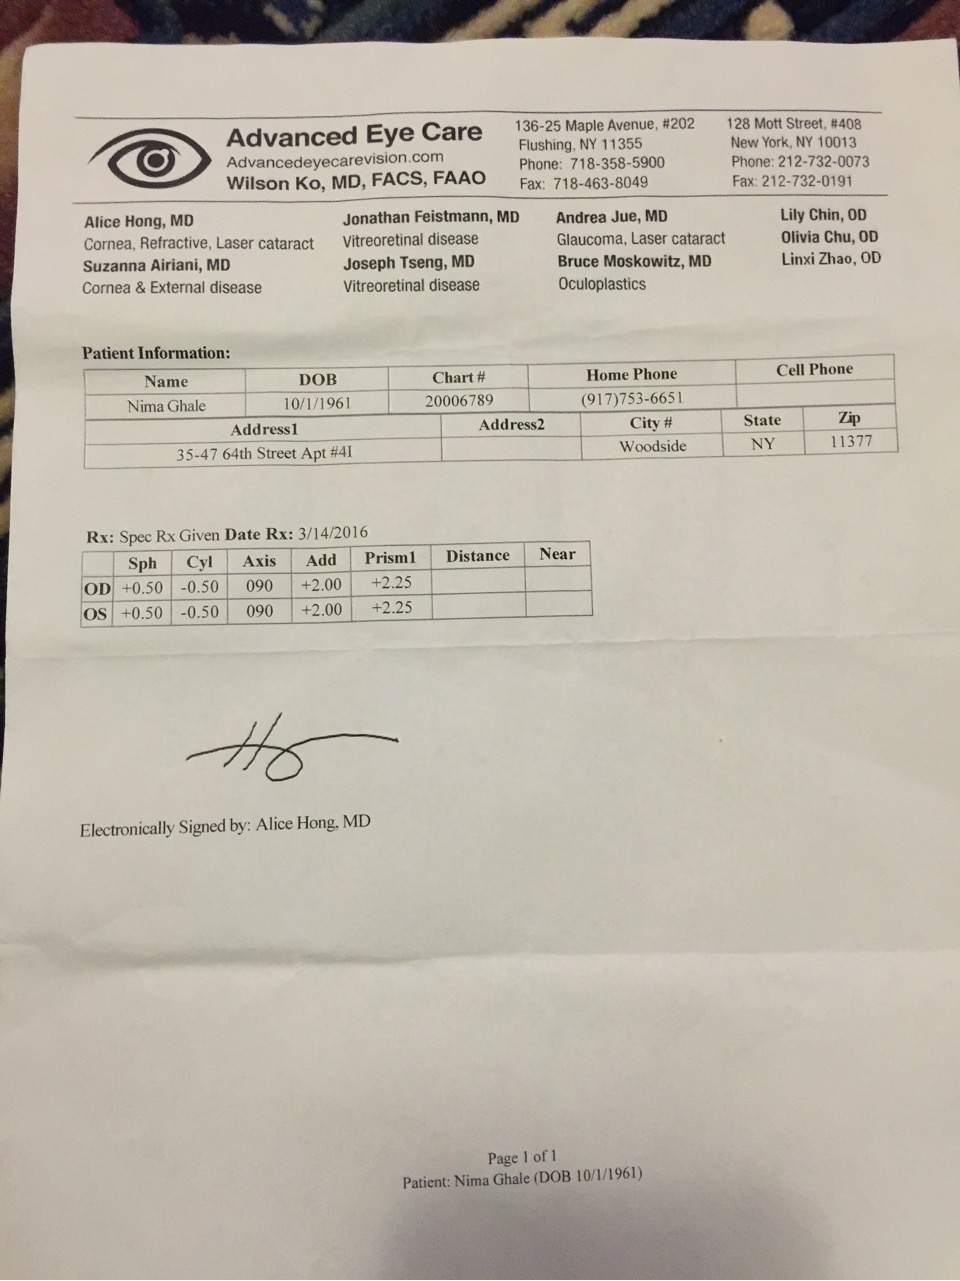 Advanced Eye Care
Advancedeyecarevision.com
Wilson Ko, MD, FACS, FAAO
136-25 Maple Avenue, #202
Flushing, NY 11355
Phone: 718-358-5900
Fax: 718-463-8049
128 Mott Street, #408
New York, NY 10013
Phone: 212-732-0073
Fax: 212-732-0191
Alice Hong, MD
Cornea, Refractive, Laser cataract
Suzanna Airiani, MD
Cornea & External disease
Jonathan Feistmann, MD
Vitreoretinal disease
Joseph Tseng, MD
Vitreoretinal disease
Andrea Jue, MD
Glaucoma, Laser cataract
Bruce Moskowitz, MD
Oculoplastics
Lily Chin, OD
Olivia Chu, OD
Linxi Zhao, OD
Patient Information:
Name DOB Chart # Home Phone Cell Phone
Nima Ghale 10/1/1961 20006789 (917)753-6651
Address1 Address2 City # State Zip
35-47 64th Street Apt #4I Woodside NY 11377
Rx: Spec Rx Given Date Rx: 3/14/2016
Sph Cyl Axis Add Prism1 Distance Near
OD +0.50 -0.50 090 +2.00 +2.25
OS +0.50 -0.50 090 +2.00 +2.25
Electronically Signed by: Alice Hong, MD
Page 1 of 1
Patient: Nima Ghale (DOB 10/1/1961)